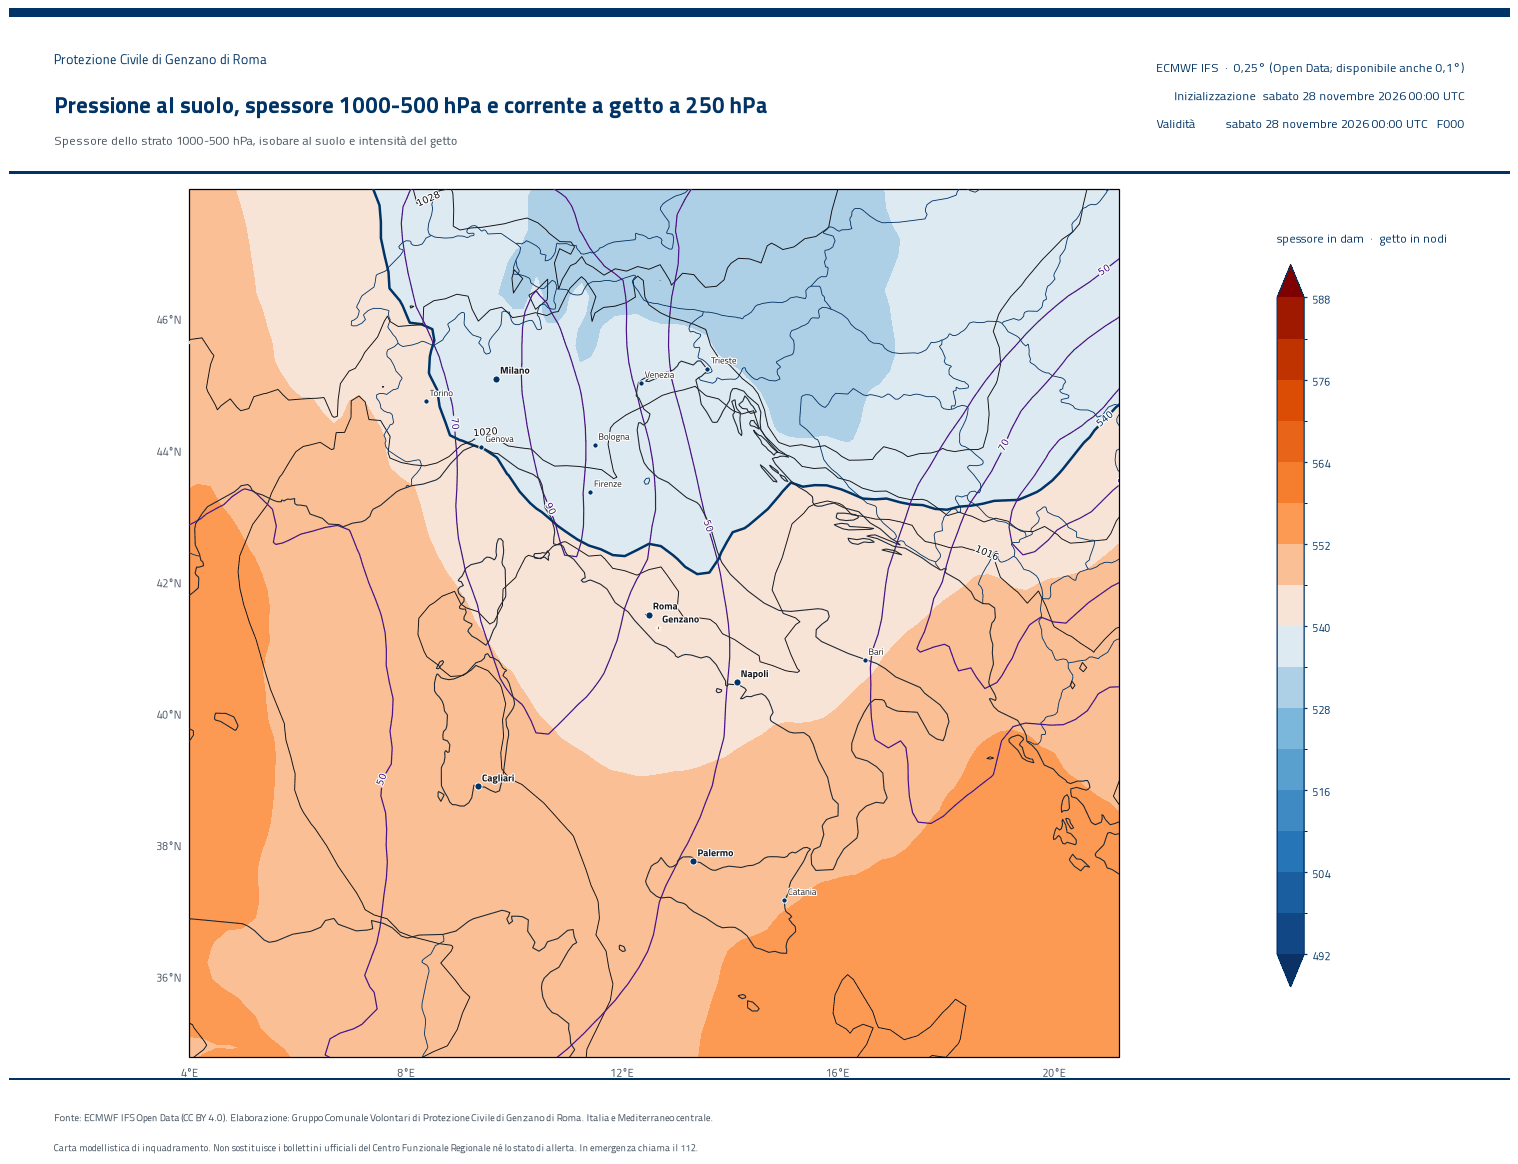 Protezione Civile di Genzano di Roma
Pressione al suolo, spessore 1000-500 hPa e corrente a getto a 250 hPa
Spessore dello strato 1000-500 hPa, isobare al suolo e intensità del getto
ECMWF IFS · 0,25° (Open Data; disponibile anche 0,1°)
Inizializzazione sabato 28 novembre 2026 00:00 UTC
Validità sabato 28 novembre 2026 00:00 UTC F000
spessore in dam · getto in nodi
588
576
564
552
540
528
516
504
492
46°N
44°N
42°N
40°N
38°N
36°N
4°E
8°E
12°E
16°E
20°E
1028
50
Trieste
Milano
Venezia
Torino
540
70
1020
Genova
Bologna
70
Firenze
90
50
1016
Roma
Genzano
Bari
Napoli
50
Cagliari
Palermo
Catania
Fonte: ECMWF IFS Open Data (CC BY 4.0). Elaborazione: Gruppo Comunale Volontari di Protezione Civile di Genzano di Roma. Italia e Mediterraneo centrale.
Carta modellistica di inquadramento. Non sostituisce i bollettini ufficiali del Centro Funzionale Regionale né lo stato di allerta. In emergenza chiama il 112.